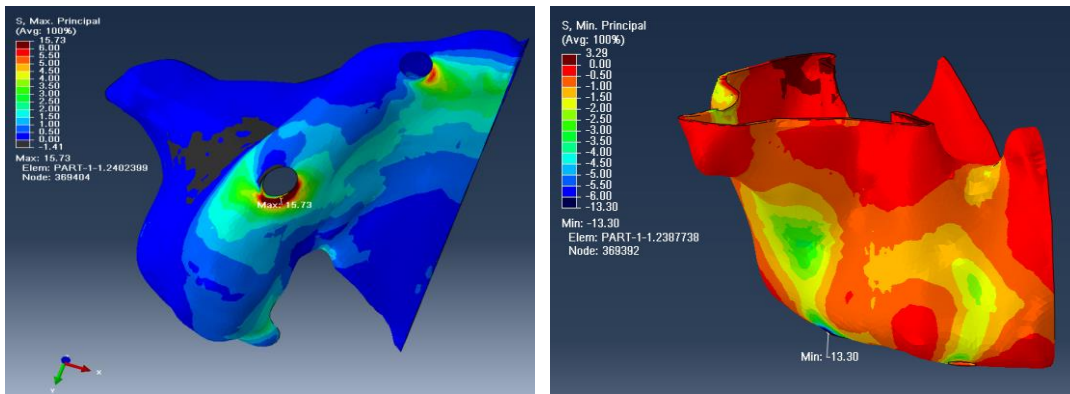 S, Max. Principal
(Avg: 100%)
15.73
6.00
5.50
5.00
4.50
4.00
3.50
3.00
2.50
2.00
1.50
1.00
0.50
0.00
-1.41
Max: 15.73
Elem: PART-1-1.2402399
Node: 369404
Max: 15.73
X
Y
S, Min. Principal
(Avg: 100%)
3.29
0.00
-0.50
-1.00
-1.50
-2.00
-2.50
-3.00
-3.50
-4.00
-4.50
-5.00
-5.50
-6.00
-13.30
Min: -13.30
Elem: PART-1-1.2387738
Node: 369392
Min: -13.30